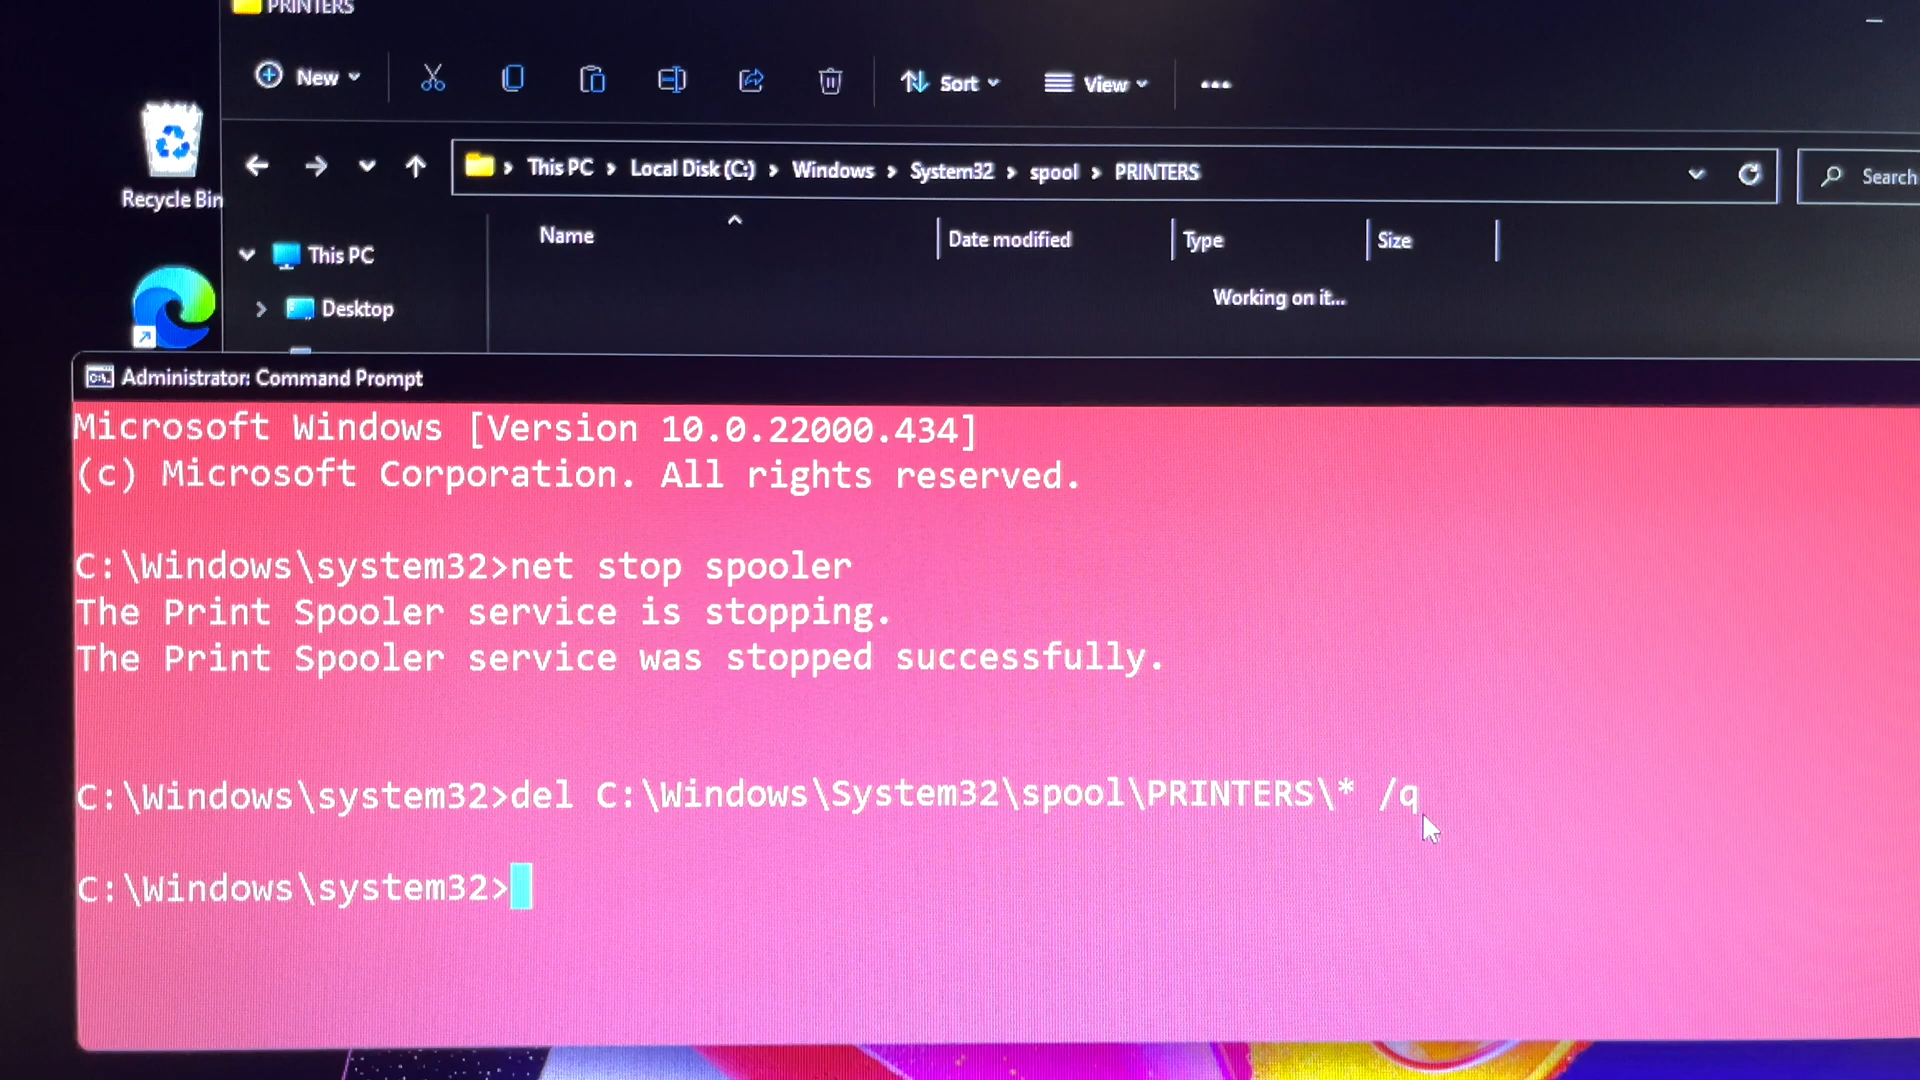 PRINTERS
New
Sort
View
This PC > Local Disk (C:) > Windows > System32 > spool > PRINTERS
Search
Recycle Bin
Name
Date modified
Type
Size
This PC
Working on it...
Desktop
Administrator: Command Prompt
Microsoft Windows [Version 10.0.22000.434]
(c) Microsoft Corporation. All rights reserved.
C:\Windows\system32>net stop spooler
The Print Spooler service is stopping.
The Print Spooler service was stopped successfully.
C:\Windows\system32>del C:\Windows\System32\spool\PRINTERS\* /q
C:\Windows\system32>